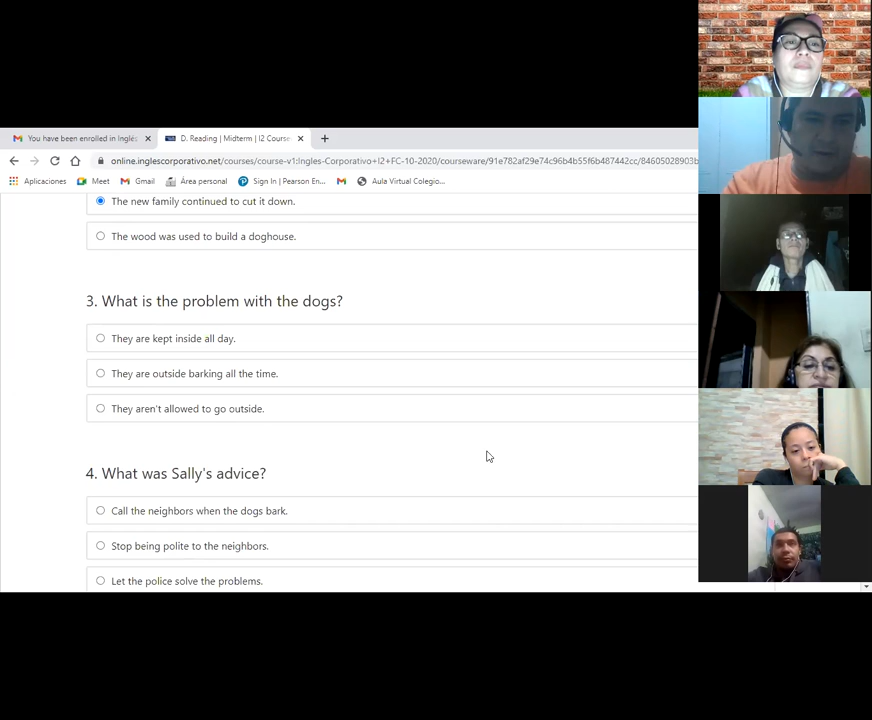 You have been enrolled in Inglés
D. Reading | Midterm | I2 Course
online.inglescorporativo.net/courses/course-v1:Ingles-Corporativo+I2+FC-10-2020/courseware/91e782af29e74c96b4b55f6b487442cc/84605028903b
Aplicaciones Meet Gmail Área personal Sign In | Pearson En... Aula Virtual Colegio...
The new family continued to cut it down.
The wood was used to build a doghouse.
3. What is the problem with the dogs?
They are kept inside all day.
They are outside barking all the time.
They aren't allowed to go outside.
4. What was Sally's advice?
Call the neighbors when the dogs bark.
Stop being polite to the neighbors.
Let the police solve the problems.